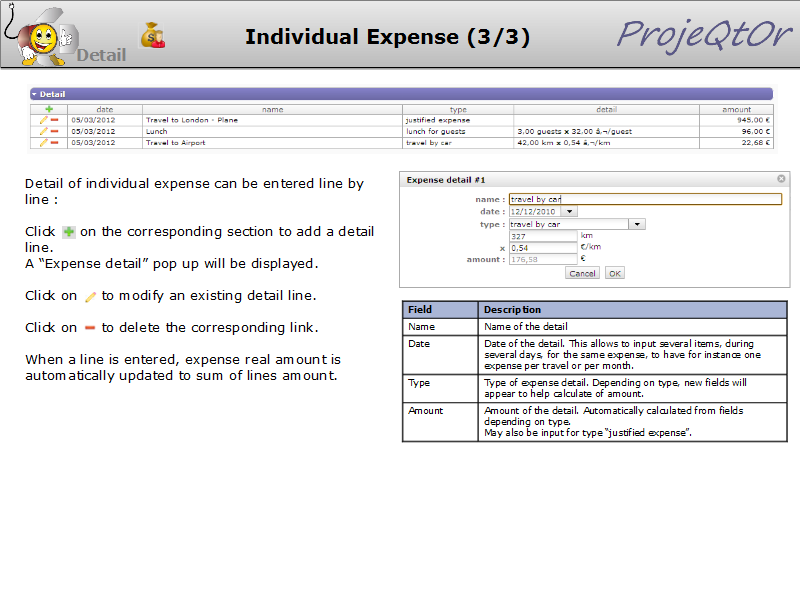 Detail
Individual Expense (3/3)
ProjeQtOr
Detail
date name type detail amount
05/03/2012 Travel to London - Plane justified expense 945.00 €
05/03/2012 Lunch lunch for guests 3,00 guests x 32.00 â‚¬/guest 96.00 €
05/03/2012 Travel to Airport travel by car 42,00 km x 0,54 â‚¬/km 22,68 €
Detail of individual expense can be entered line by
line :
Click on the corresponding section to add a detail
line.
A “Expense detail” pop up will be displayed.
Click on to modify an existing detail line.
Click on to delete the corresponding link.
When a line is entered, expense real amount is
automatically updated to sum of lines amount.
Expense detail #1
name : travel by car
date : 12/12/2010
type : travel by car
327 km
x 0,54 €/km
amount : 176,58 €
Cancel OK
Field Description
Name Name of the detail
Date Date of the detail. This allows to input several items, during
several days, for the same expense, to have for instance one
expense per travel or per month.
Type Type of expense detail. Depending on type, new fields will
appear to help calculate of amount.
Amount Amount of the detail. Automatically calculated from fields
depending on type.
May also be input for type “justified expense”.